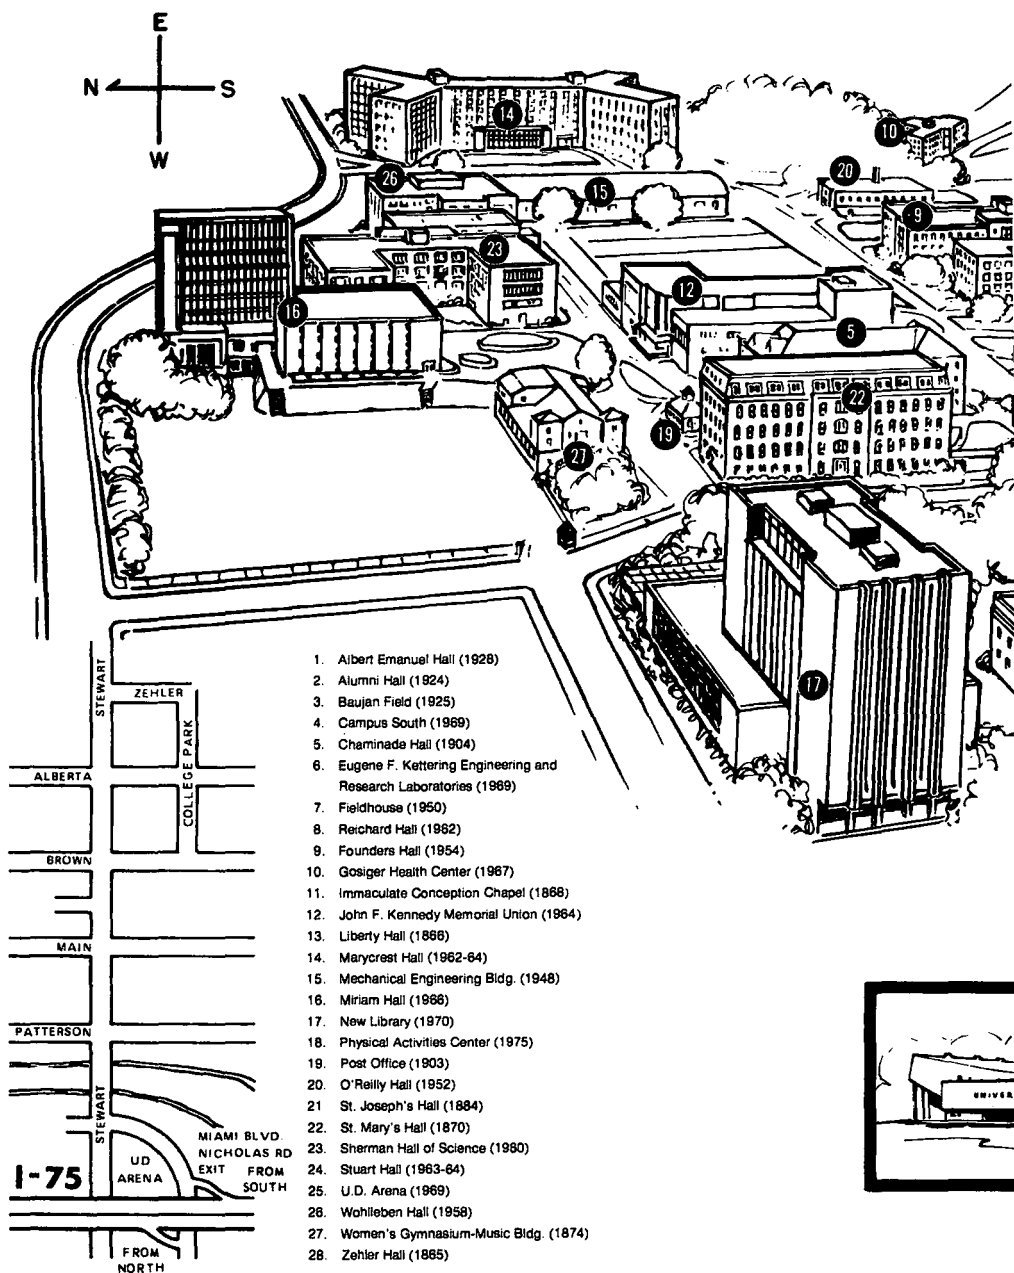 E
N
S
W
14
10
26
15
20
9
23
12
16
5
22
19
21
17
STEWART
ZEHLER
COLLEGE PARK
ALBERTA
BROWN
MAIN
PATTERSON
STEWART
MIAMI BLVD.
NICHOLAS RD
EXIT FROM
SOUTH
UD
ARENA
I-75
FROM
NORTH
1. Albert Emanuel Hall (1928)
2. Alumni Hall (1924)
3. Baujan Field (1925)
4. Campus South (1969)
5. Chaminade Hall (1904)
6. Eugene F. Kettering Engineering and
Research Laboratories (1969)
7. Fieldhouse (1950)
8. Reichard Hall (1962)
9. Founders Hall (1954)
10. Gosiger Health Center (1967)
11. Immaculate Conception Chapel (1868)
12. John F. Kennedy Memorial Union (1964)
13. Liberty Hall (1866)
14. Marycrest Hall (1962-64)
15. Mechanical Engineering Bldg. (1948)
16. Miriam Hall (1966)
17. New Library (1970)
18. Physical Activities Center (1975)
19. Post Office (1903)
20. O'Reilly Hall (1952)
21 St. Joseph's Hall (1884)
22. St. Mary's Hall (1870)
23. Sherman Hall of Science (1960)
24. Stuart Hall (1963-64)
25. U.D. Arena (1969)
26. Wohlleben Hall (1958)
27. Women's Gymnasium-Music Bldg. (1874)
28. Zehler Hall (1865)
UNIVER